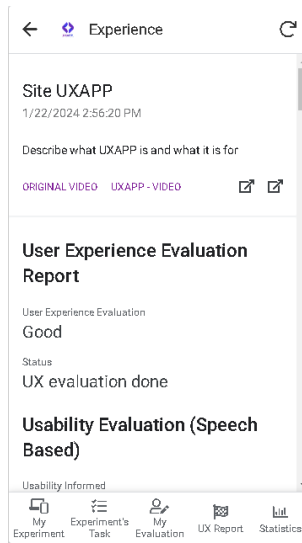 Experience
Site UXAPP
1/22/2024 2:56:20 PM
Describe what UXAPP is and what it is for
ORIGINAL VIDEO UXAPP - VIDEO
User Experience Evaluation
Report
User Experience Evaluation
Good
Status
UX evaluation done
Usability Evaluation (Speech
Based)
Usability Informed
My
Experiment
Experiment's
Task
My
Evaluation
UX Report
Statistics